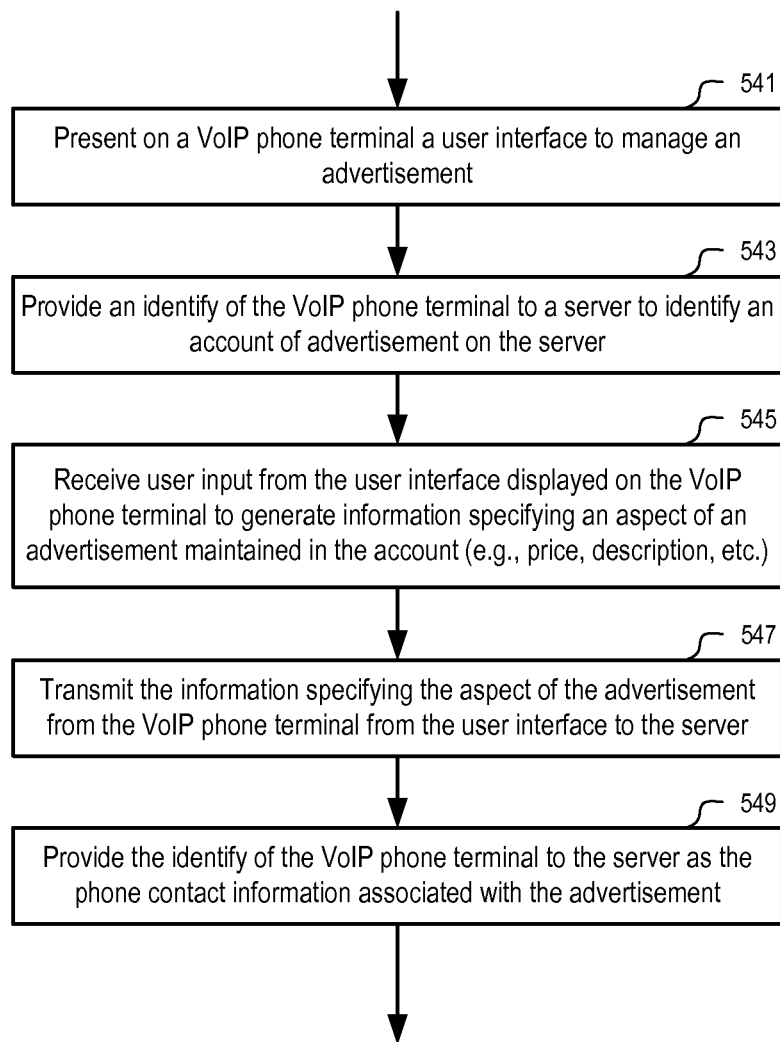 541
Present on a VoIP phone terminal a user interface to manage an
advertisement
543
Provide an identify of the VoIP phone terminal to a server to identify an
account of advertisement on the server
545
Receive user input from the user interface displayed on the VoIP
phone terminal to generate information specifying an aspect of an
advertisement maintained in the account (e.g., price, description, etc.)
547
Transmit the information specifying the aspect of the advertisement
from the VoIP phone terminal from the user interface to the server
549
Provide the identify of the VoIP phone terminal to the server as the
phone contact information associated with the advertisement